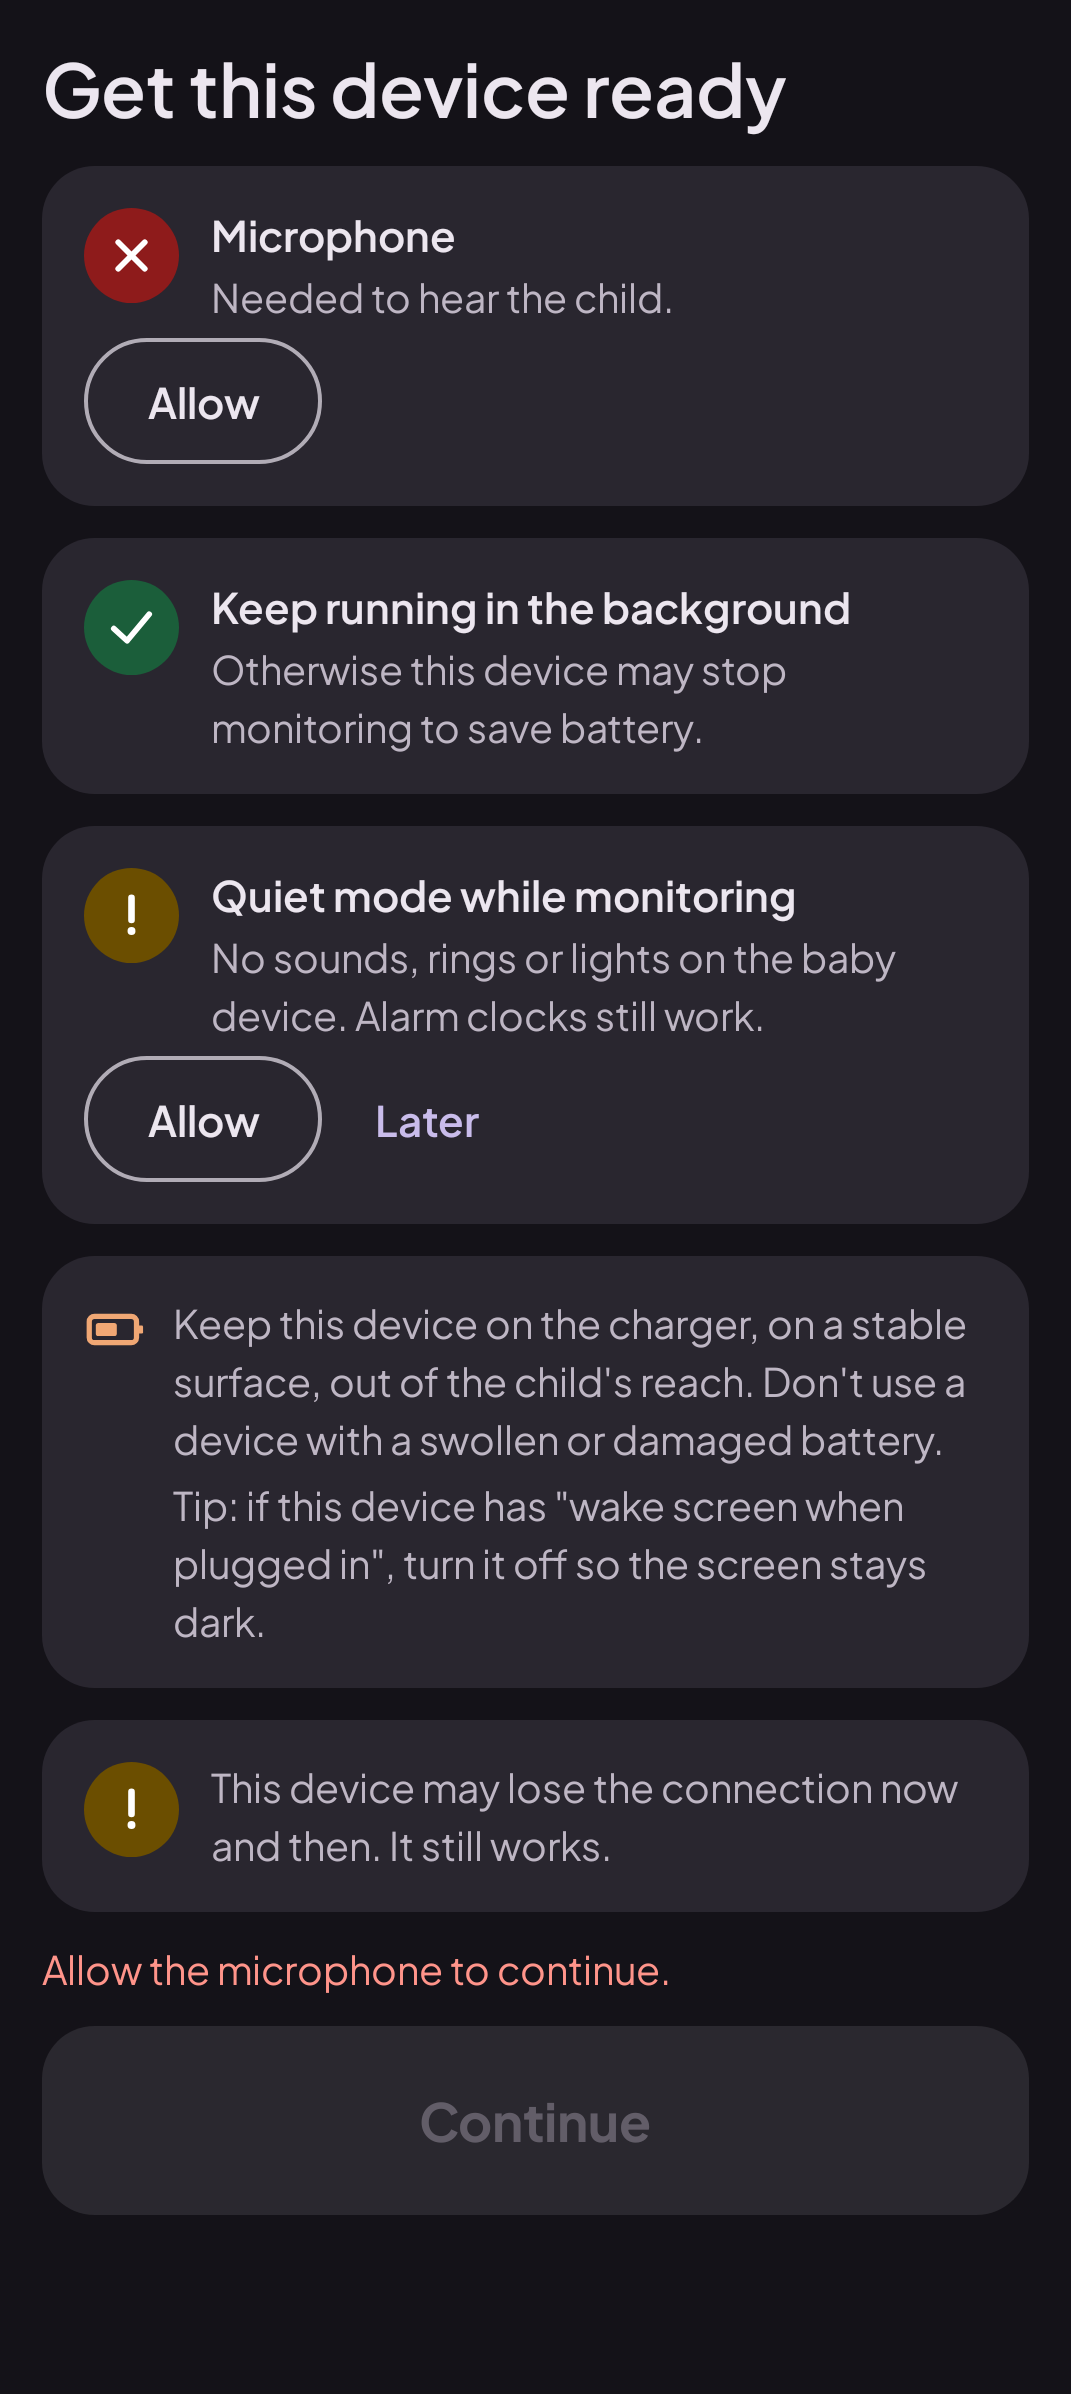 Get this device ready
Microphone
Needed to hear the child.
Allow
Keep running in the background
Otherwise this device may stop
monitoring to save battery.
Quiet mode while monitoring
No sounds, rings or lights on the baby
device. Alarm clocks still work.
Allow
Later
Keep this device on the charger, on a stable
surface, out of the child's reach. Don't use a
device with a swollen or damaged battery.
Tip: if this device has "wake screen when
plugged in", turn it off so the screen stays
dark.
This device may lose the connection now
and then. It still works.
Allow the microphone to continue.
Continue